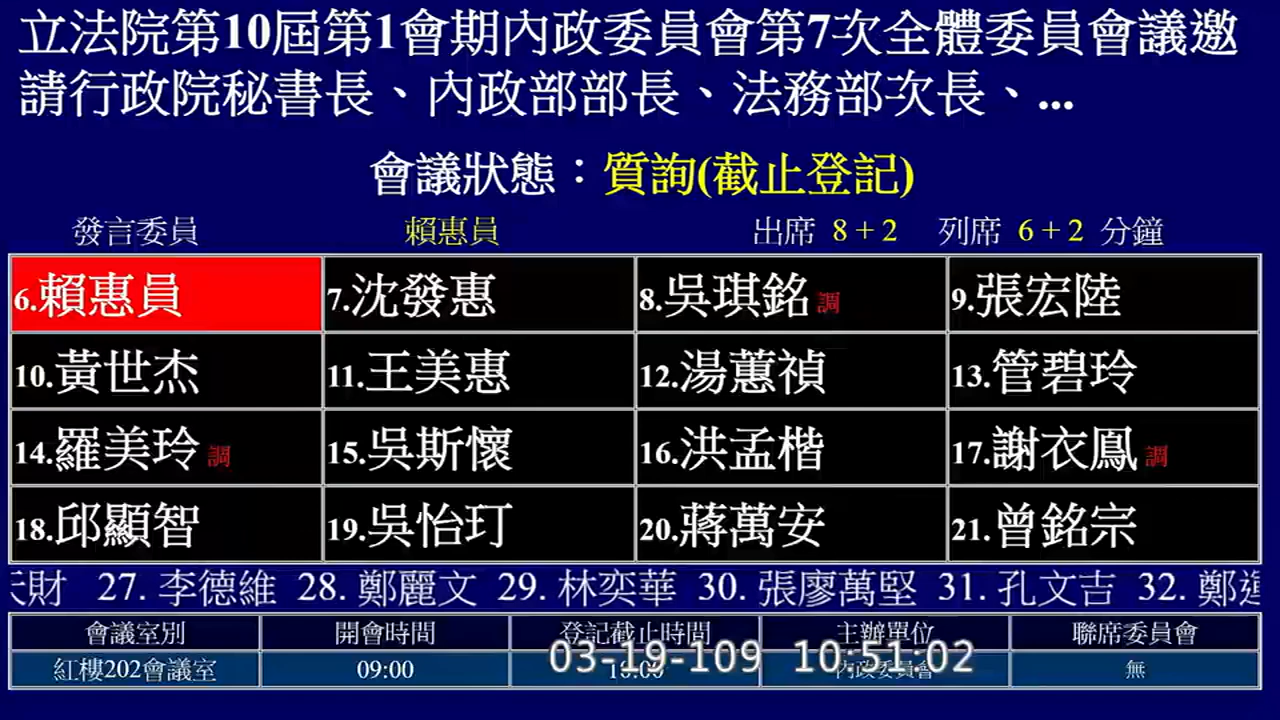 立法院第10屆第1會期內政委員會第7次全體委員會議邀
請行政院秘書長、內政部部長、法務部次長、...
會議狀態：質詢(截止登記)
發言委員 賴惠員 出席 8 + 2 列席 6 + 2 分鐘
6.賴惠員 7.沈發惠 8.吳琪銘 調 9.張宏陸
10.黃世杰 11.王美惠 12.湯蕙禎 13.管碧玲
14.羅美玲 調 15.吳斯懷 16.洪孟楷 17.謝衣鳳 調
18.邱顯智 19.吳怡玎 20.蔣萬安 21.曾銘宗
財 27. 李德維 28. 鄭麗文 29. 林奕華 30. 張廖萬堅 31. 孔文吉 32. 鄭運
會議室別 開會時間 登記截止時間 主辦單位 聯席委員會
紅樓202會議室 09:00 內政委員會 無
03-19-109 10:51:02